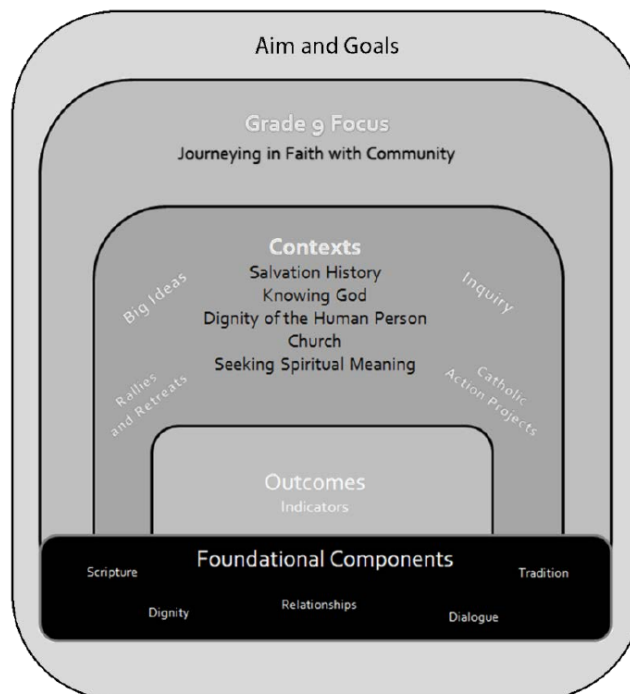 Aim and Goals
Grade 9 Focus
Journeying in Faith with Community
Contexts
Salvation History
Knowing God
Dignity of the Human Person
Church
Seeking Spiritual Meaning
Big Ideas
Inquiry
Rallies
and Retreats
Catholic
Action Projects
Outcomes
Indicators
Foundational Components
Scripture
Tradition
Dignity
Relationships
Dialogue